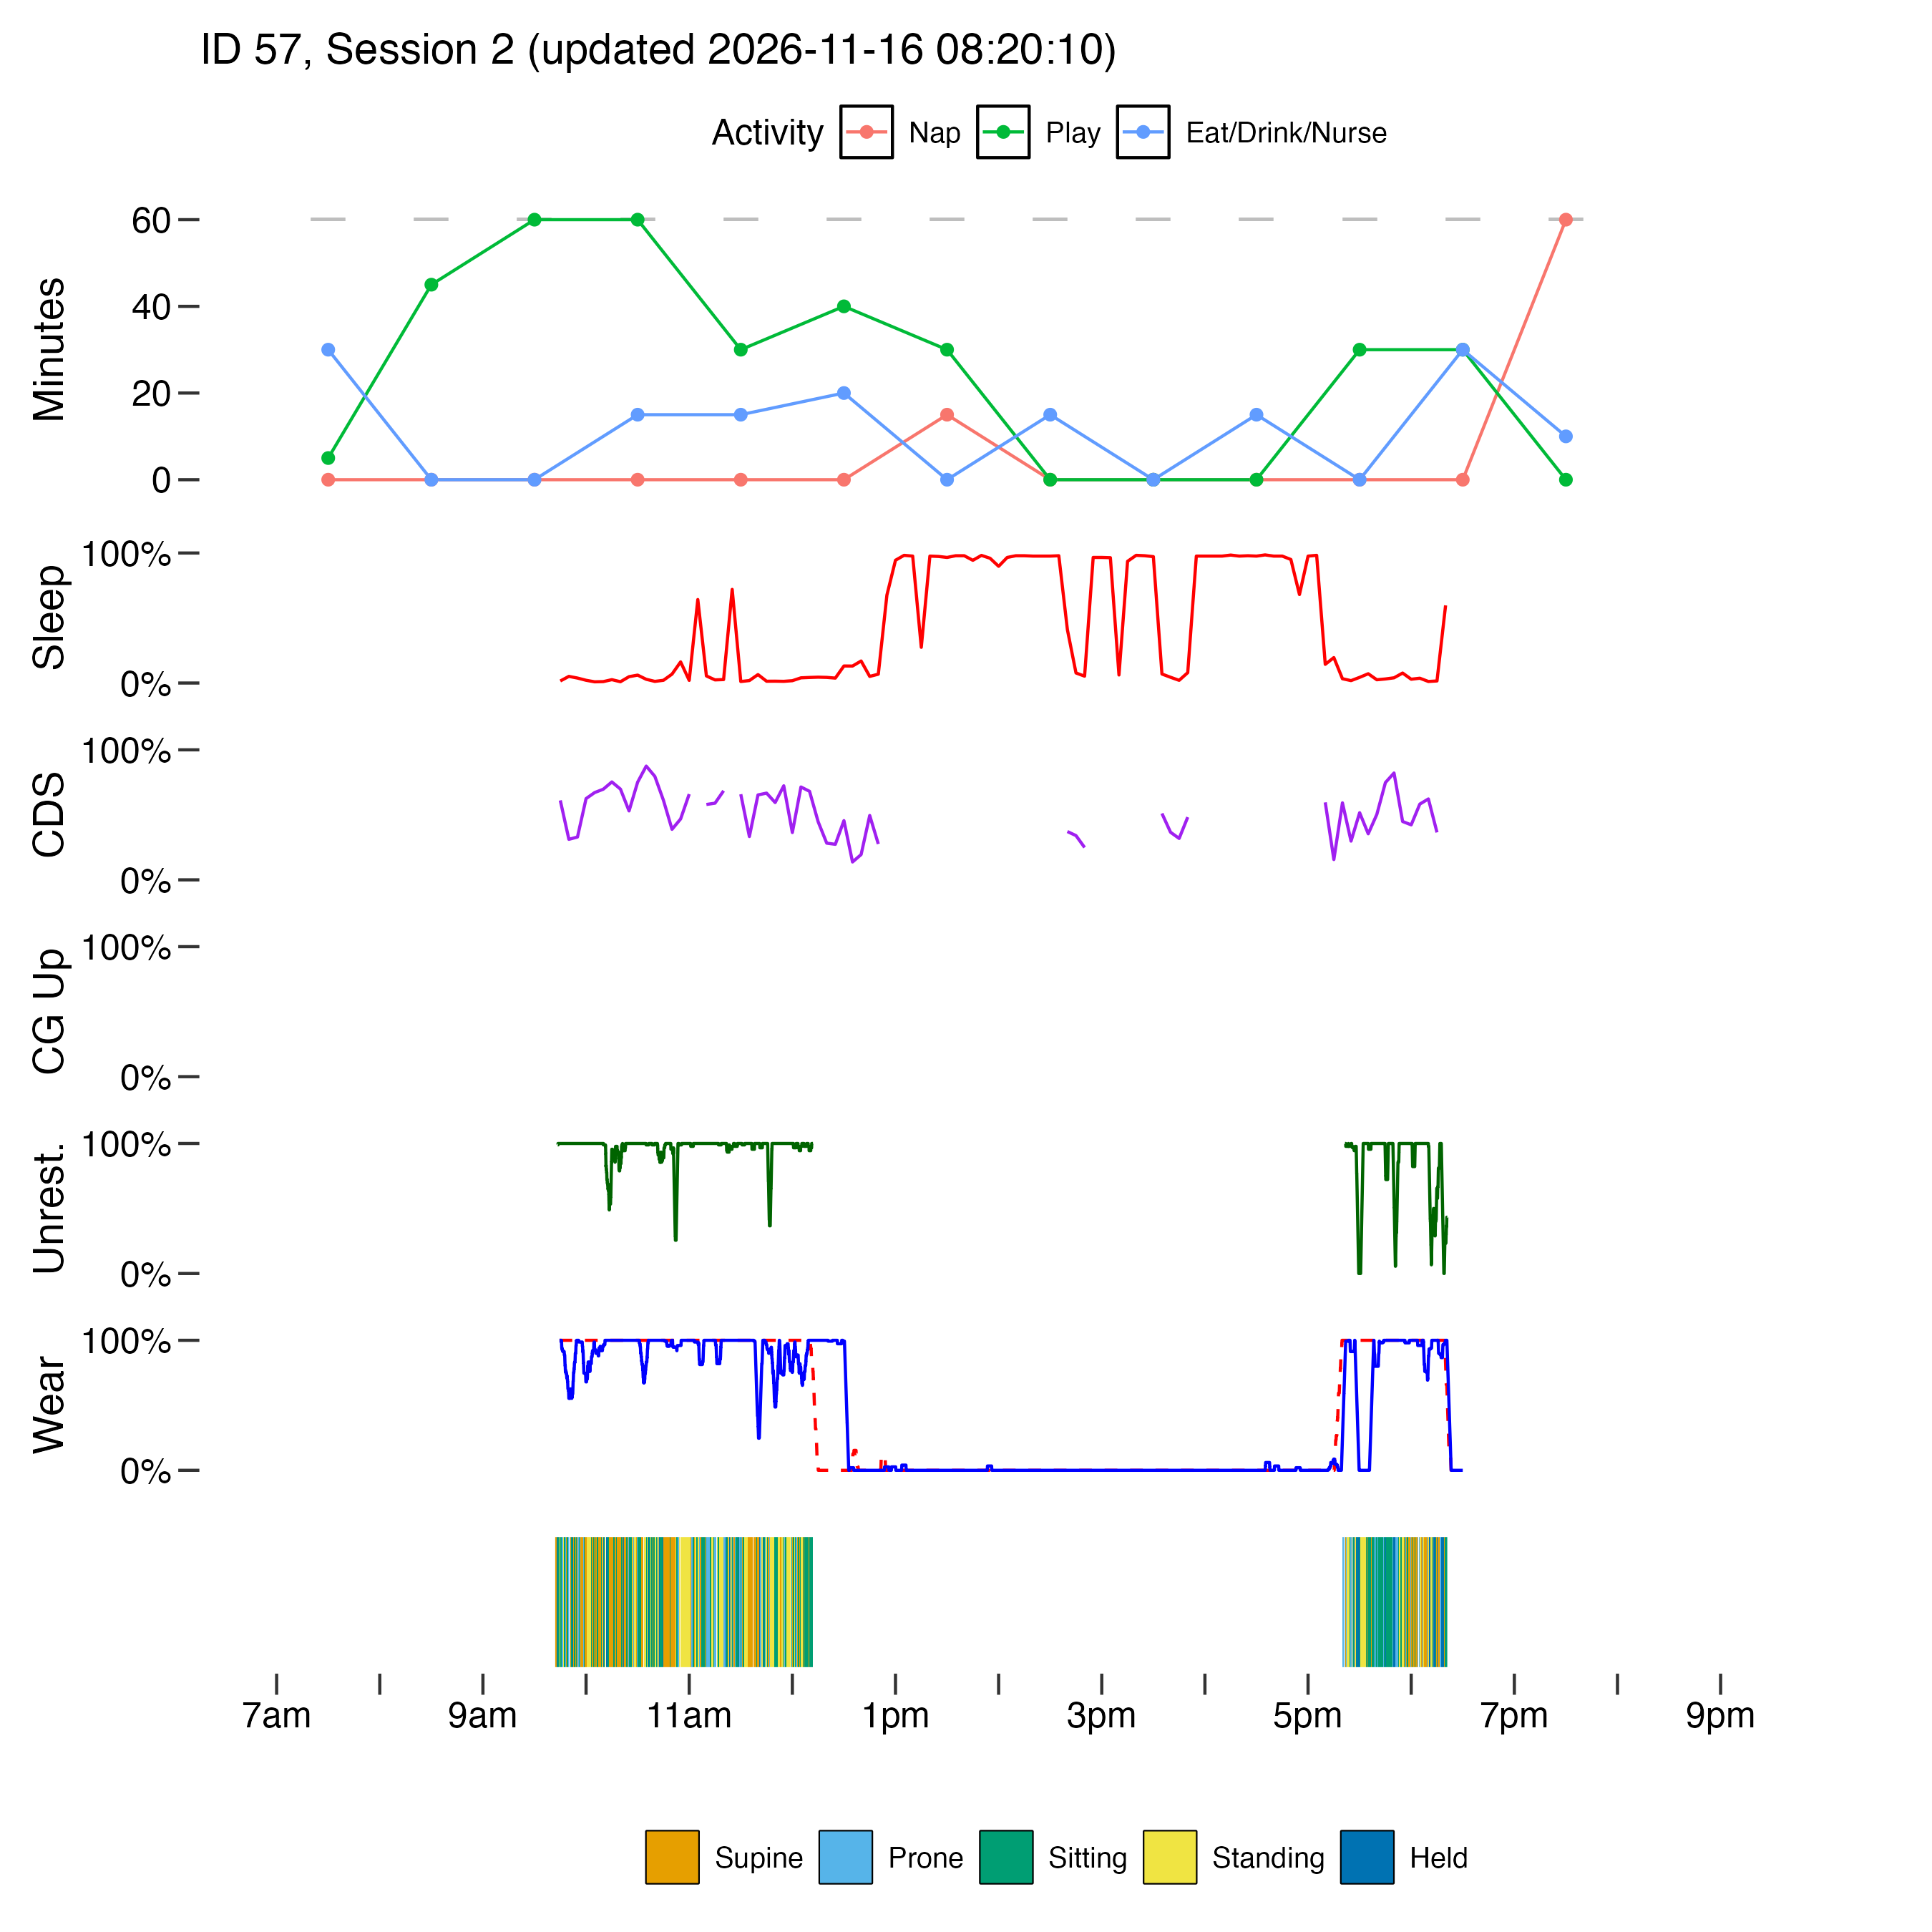 ID 57, Session 2 (updated 2026-11-16 08:20:10)
Activity Nap Play Eat/Drink/Nurse
Minutes
60
40
20
0
Sleep
100%
0%
CDS
100%
0%
CG Up
100%
0%
Unrest.
100%
0%
Wear
100%
0%
7am 9am 11am 1pm 3pm 5pm 7pm 9pm
Supine Prone Sitting Standing Held